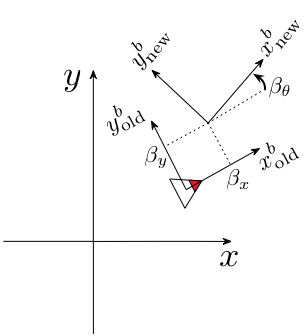 y^b_new
x^b_new
y
β_θ
y^b_old
β_y
x^b_old
β_x
x